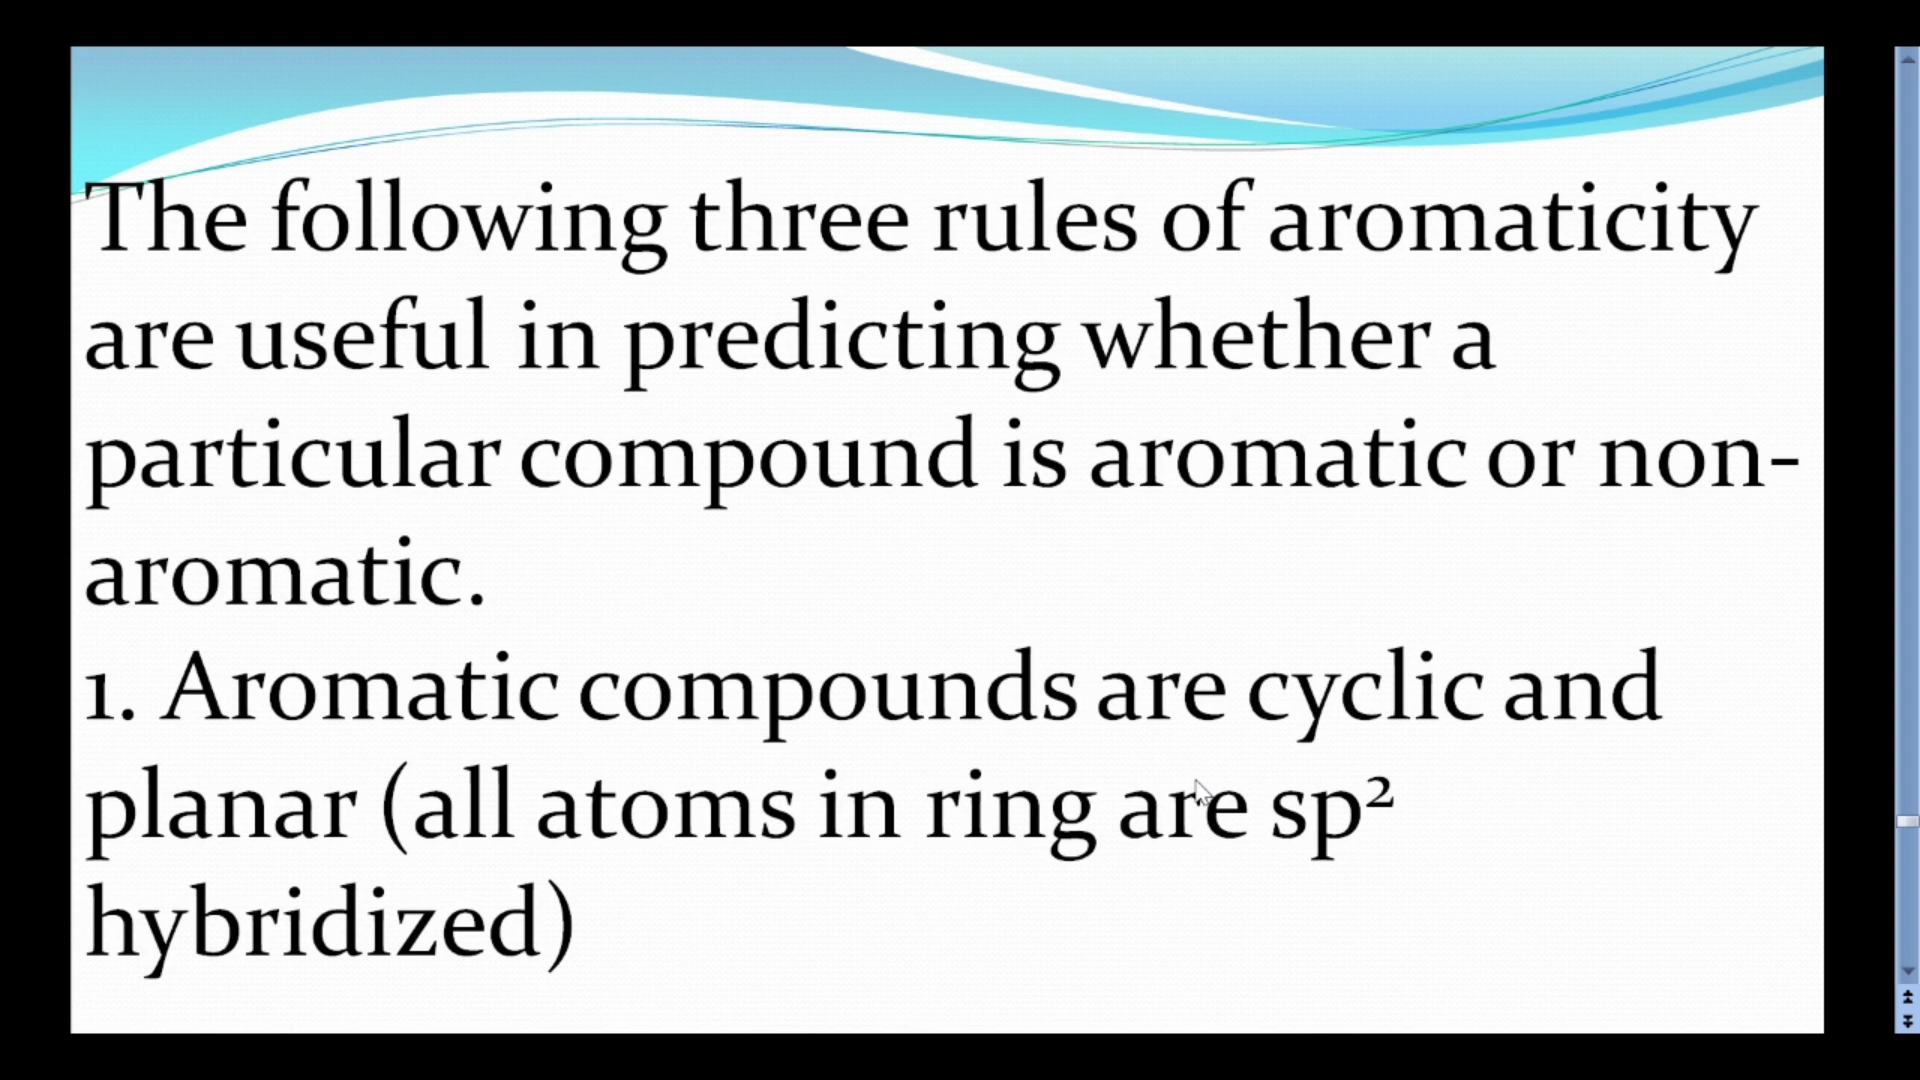 The following three rules of aromaticity
are useful in predicting whether a
particular compound is aromatic or non-
aromatic.
1. Aromatic compounds are cyclic and
planar (all atoms in ring are sp²
hybridized)